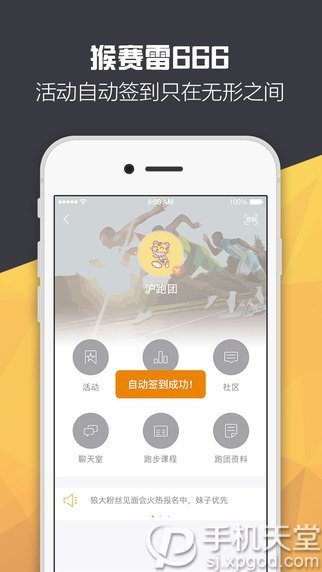 猴赛雷666
活动自动签到只在无形之间
8:08 AM
100%
沪跑团
活动
社区
自动签到成功！
聊天室
跑步课程
跑团资料
狼大粉丝见面会火热报名中，妹子优先
手机天堂
sj.xpgod.com